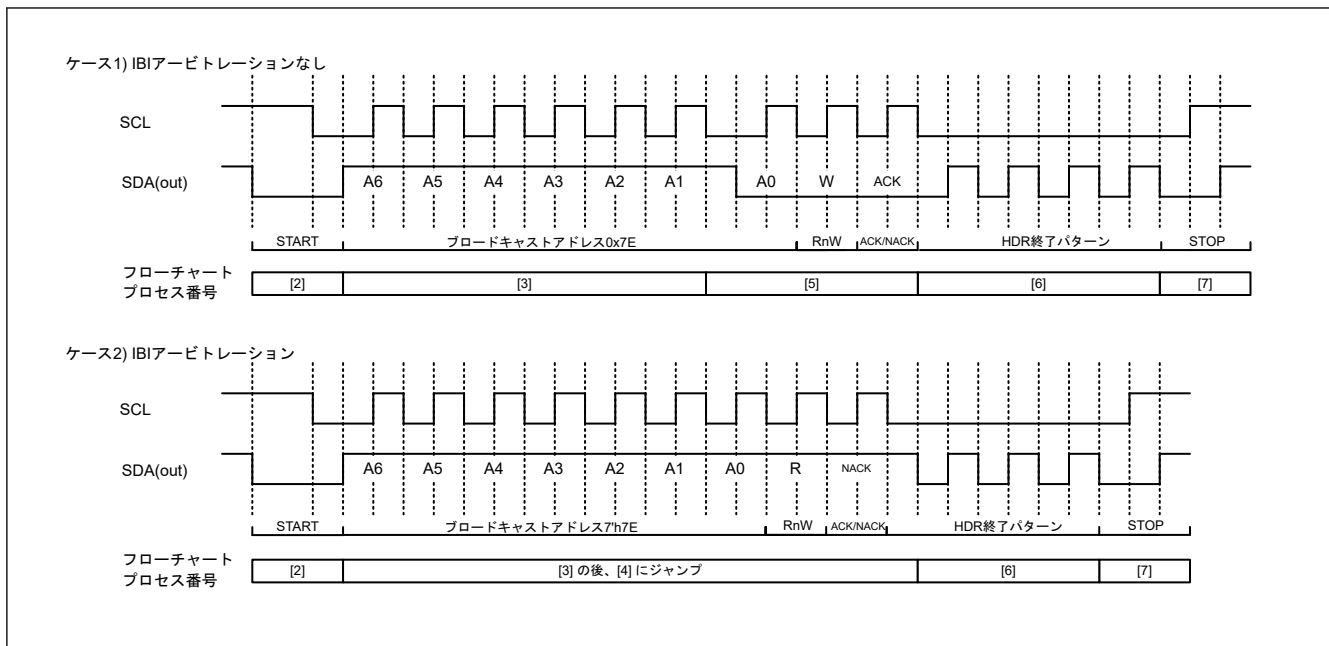 ケース1) IBIアービトレーションなし
SCL
SDA(out)
A6 A5 A4 A3 A2 A1 A0 W ACK
START ブロードキャストアドレス0x7E RnW ACK/NACK HDR終了パターン STOP
フローチャート
プロセス番号
[2] [3] [5] [6] [7]
ケース2) IBIアービトレーション
SCL
SDA(out)
A6 A5 A4 A3 A2 A1 A0 R NACK
START ブロードキャストアドレス7'h7E RnW ACK/NACK HDR終了パターン STOP
フローチャート
プロセス番号
[2] [3] の後、[4] にジャンプ [6] [7]